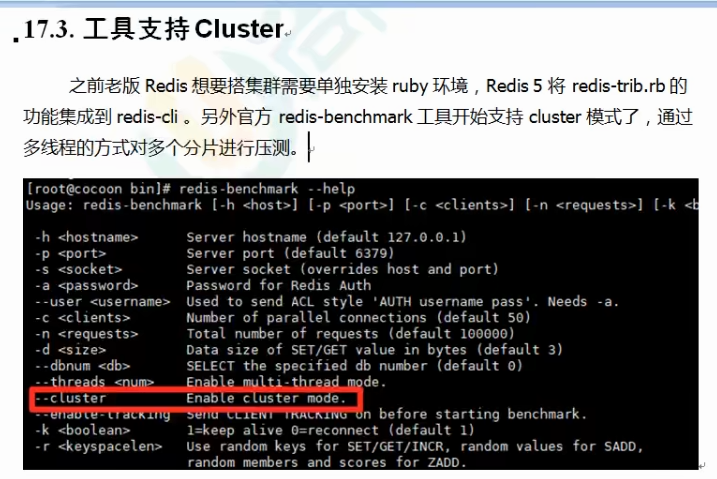 17.3. 工具支持 Cluster
之前老版 Redis 想要搭集群需要单独安装 ruby 环境，Redis 5 将 redis-trib.rb 的
功能集成到 redis-cli 。另外官方 redis-benchmark 工具开始支持 cluster 模式了，通过
多线程的方式对多个分片进行压测。
[root@cocoon bin]# redis-benchmark --help
Usage: redis-benchmark [-h <host>] [-p <port>] [-c <clients>] [-n <requests>] [-k <b
-h <hostname> Server hostname (default 127.0.0.1)
-p <port> Server port (default 6379)
-s <socket> Server socket (overrides host and port)
-a <password> Password for Redis Auth
--user <username> Used to send ACL style 'AUTH username pass'. Needs -a.
-c <clients> Number of parallel connections (default 50)
-n <requests> Total number of requests (default 100000)
-d <size> Data size of SET/GET value in bytes (default 3)
--dbnum <db> SELECT the specified db number (default 0)
--threads <num> Enable multi-thread mode.
--cluster Enable cluster mode.
--enable-tracking Send CLIENT TRACKING on before starting benchmark.
-k <boolean> 1=keep alive 0=reconnect (default 1)
-r <keyspacelen> Use random keys for SET/GET/INCR, random values for SADD,
random members and scores for ZADD.